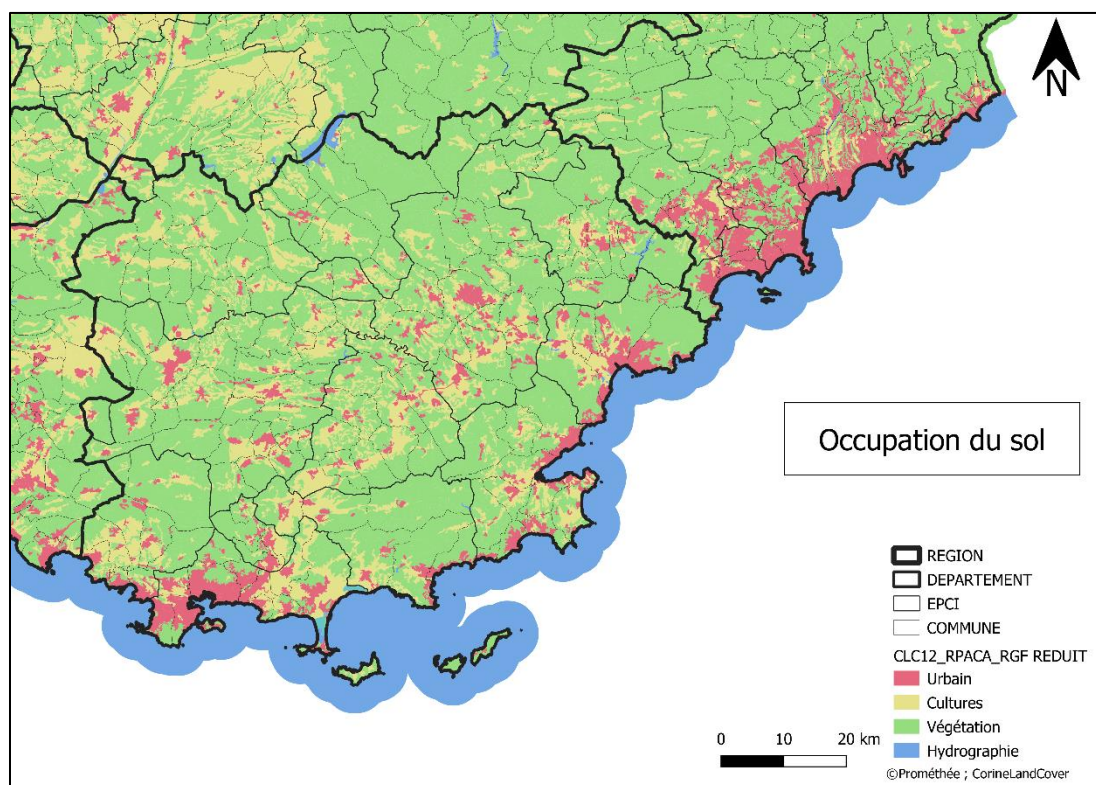 N
Occupation du sol
REGION
DEPARTEMENT
EPCI
COMMUNE
CLC12_RPACA_RGF REDUIT
Urbain
Cultures
Végétation
Hydrographie
0 10 20 km
©Prométhée ; CorineLandCover